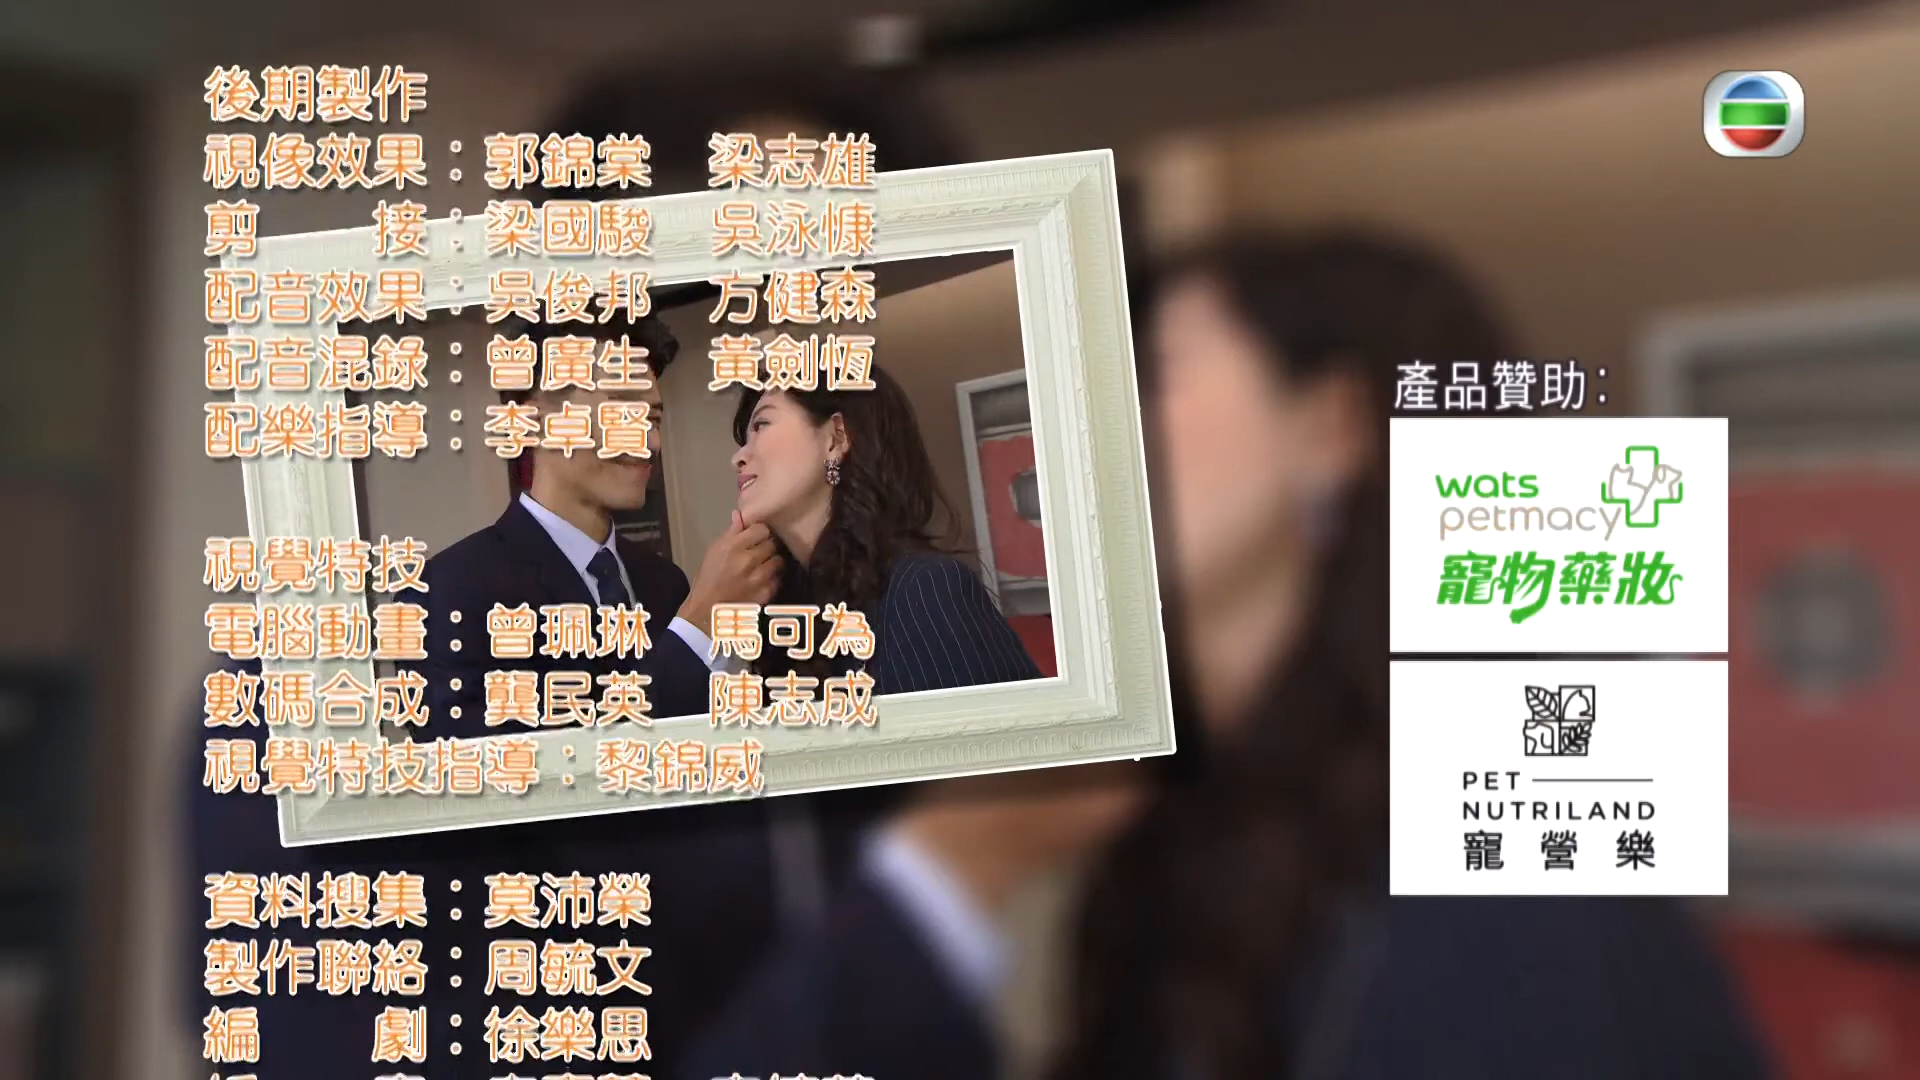 後期製作
視像效果：郭錦棠　梁志雄
剪　　接：梁國駿　吳泳慷
配音效果：吳俊邦　方健森
配音混錄：曾廣生　黃劍恆
配樂指導：李卓賢
視覺特技
電腦動畫：曾珮琳　馬可為
數碼合成：龔民英　陳志成
視覺特技指導：黎錦威
資料搜集：莫沛榮
製作聯絡：周毓文
編　　劇：徐樂思
產品贊助：
wats
petmacy
寵物藥妝
PET
NUTRILAND
寵營樂